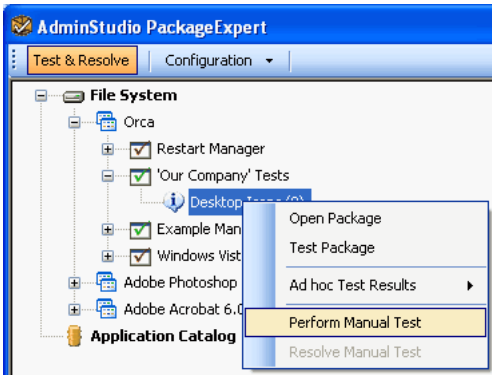 AdminStudio PackageExpert
Test & Resolve
Configuration
File System
Orca
Restart Manager
'Our Company' Tests
Desktop
Open Package
Example Man
Test Package
Windows Vist
Adobe Photoshop
Ad hoc Test Results
Adobe Acrobat 6.0
Perform Manual Test
Application Catalog
Resolve Manual Test